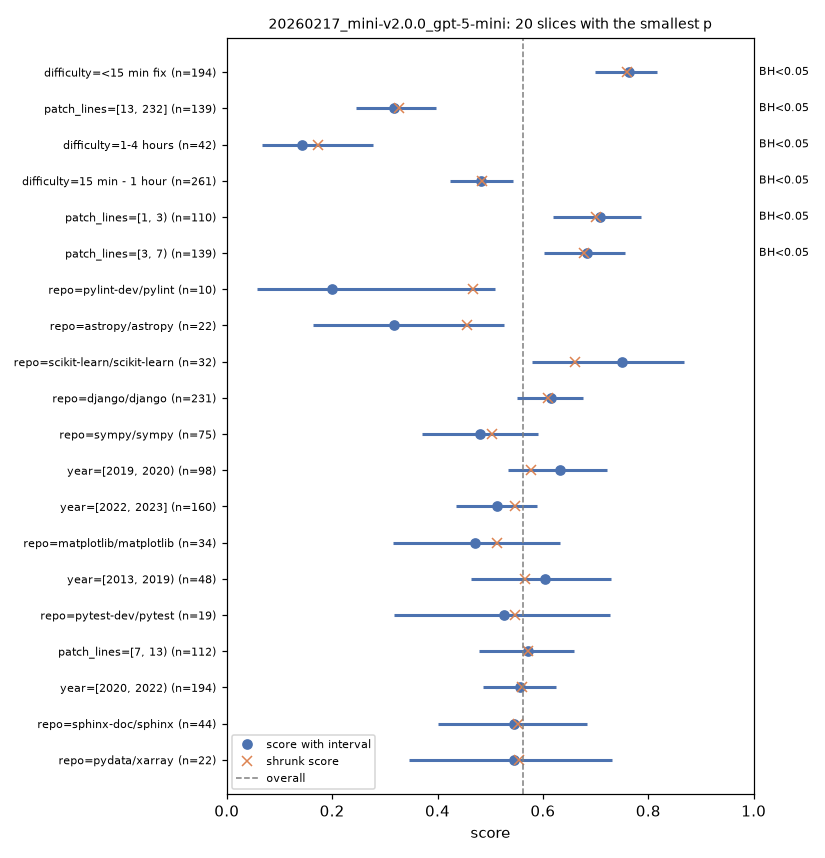 20260217_mini-v2.0.0_gpt-5-mini: 20 slices with the smallest p
difficulty=<15 min fix (n=194)
BH<0.05
patch_lines=[13, 232] (n=139)
BH<0.05
difficulty=1-4 hours (n=42)
BH<0.05
difficulty=15 min - 1 hour (n=261)
BH<0.05
patch_lines=[1, 3) (n=110)
BH<0.05
patch_lines=[3, 7) (n=139)
BH<0.05
repo=pylint-dev/pylint (n=10)
repo=astropy/astropy (n=22)
repo=scikit-learn/scikit-learn (n=32)
repo=django/django (n=231)
repo=sympy/sympy (n=75)
year=[2019, 2020) (n=98)
year=[2022, 2023] (n=160)
repo=matplotlib/matplotlib (n=34)
year=[2013, 2019) (n=48)
repo=pytest-dev/pytest (n=19)
patch_lines=[7, 13) (n=112)
year=[2020, 2022) (n=194)
repo=sphinx-doc/sphinx (n=44)
repo=pydata/xarray (n=22)
score with interval
shrunk score
overall
0.0 0.2 0.4 0.6 0.8 1.0
score